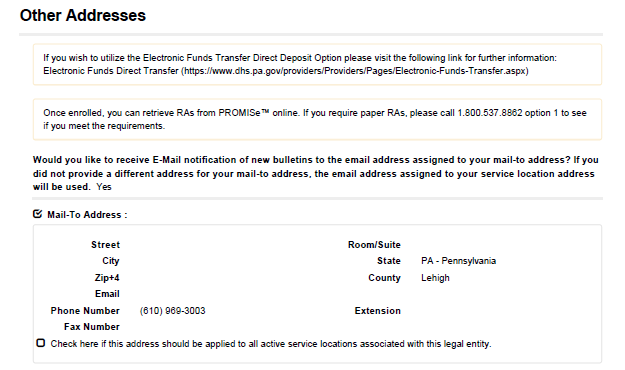 Other Addresses
If you wish to utilize the Electronic Funds Transfer Direct Deposit Option please visit the following link for further information:
Electronic Funds Direct Transfer (https://www.dhs.pa.gov/providers/Providers/Pages/Electronic-Funds-Transfer.aspx)
Once enrolled, you can retrieve RAs from PROMISe™ online. If you require paper RAs, please call 1.800.537.8862 option 1 to see
if you meet the requirements.
Would you like to receive E-Mail notification of new bulletins to the email address assigned to your mail-to address? If you
did not provide a different address for your mail-to address, the email address assigned to your service location address
will be used. Yes
Mail-To Address :
Street Room/Suite
City State PA - Pennsylvania
Zip+4 County Lehigh
Email
Phone Number (610) 969-3003 Extension
Fax Number
Check here if this address should be applied to all active service locations associated with this legal entity.